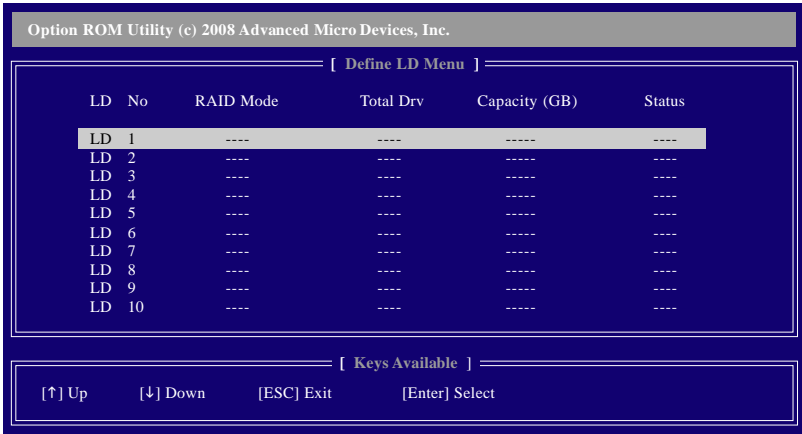 Option ROM Utility (c) 2008 Advanced Micro Devices, Inc.
[ Define LD Menu ]
LD No RAID Mode Total Drv Capacity (GB) Status
LD 1 ---- ---- ----- ----
LD 2 ---- ---- ----- ----
LD 3 ---- ---- ----- ----
LD 4 ---- ---- ----- ----
LD 5 ---- ---- ----- ----
LD 6 ---- ---- ----- ----
LD 7 ---- ---- ----- ----
LD 8 ---- ---- ----- ----
LD 9 ---- ---- ----- ----
LD 10 ---- ---- ----- ----
[ Keys Available ]
[↑] Up [↓] Down [ESC] Exit [Enter] Select